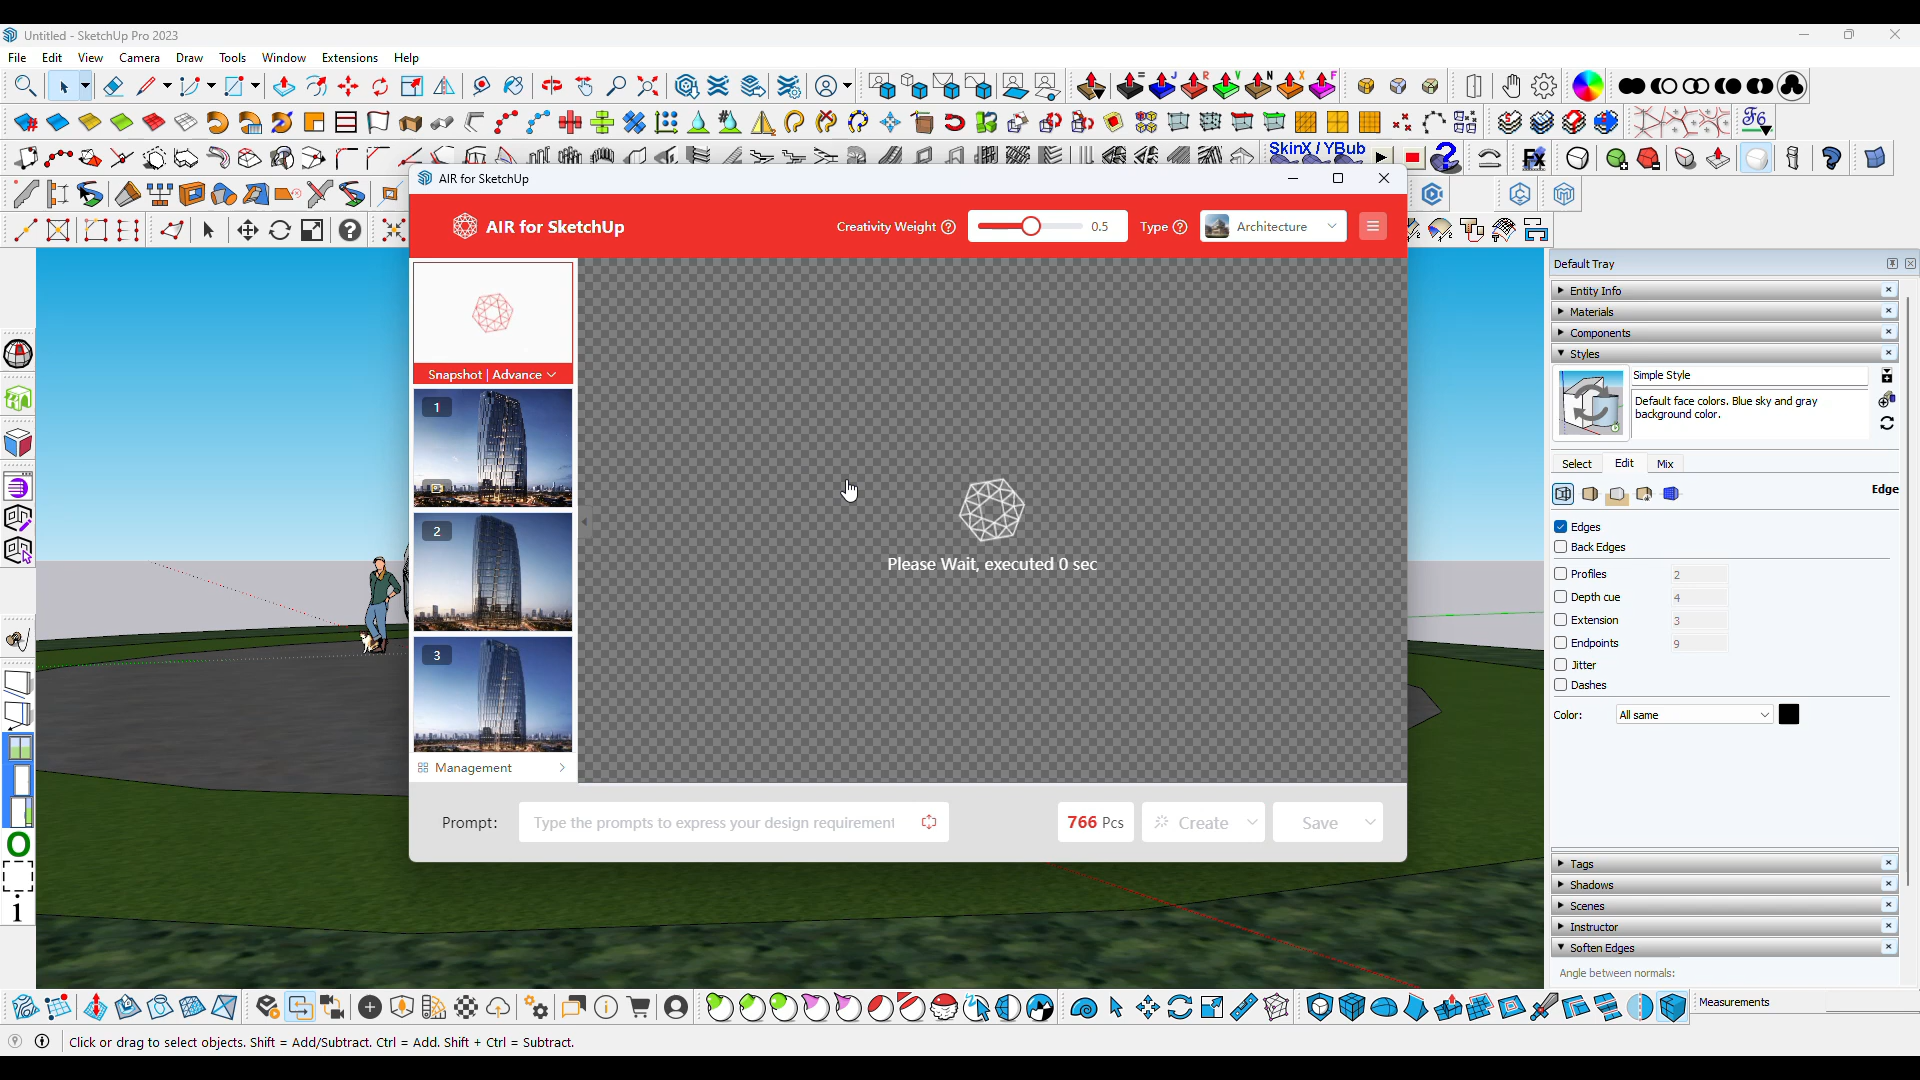 Untitled - SketchUp Pro 2023
File Edit View Camera Draw Tools Window Extensions Help
= J R V N X F
F6
SkinX / YBub
FX
AIR for SketchUp
AIR for SketchUp
Creativity Weight ?
0.5
Type ?
Architecture
Snapshot | Advance
1
2
3
Management
Please Wait, executed 0 sec
Prompt:
Type the prompts to express your design requirement
766 Pcs
Create
Save
Default Tray
Entity Info
Materials
Components
Styles
Simple Style
Default face colors. Blue sky and gray
background color.
Select Edit Mix
Edge
Edges
Back Edges
Profiles 2
Depth cue 4
Extension 3
Endpoints 9
Jitter
Dashes
Color: All same
Tags
Shadows
Scenes
Instructor
Soften Edges
Angle between normals:
Measurements
Click or drag to select objects. Shift = Add/Subtract. Ctrl = Add. Shift + Ctrl = Subtract.